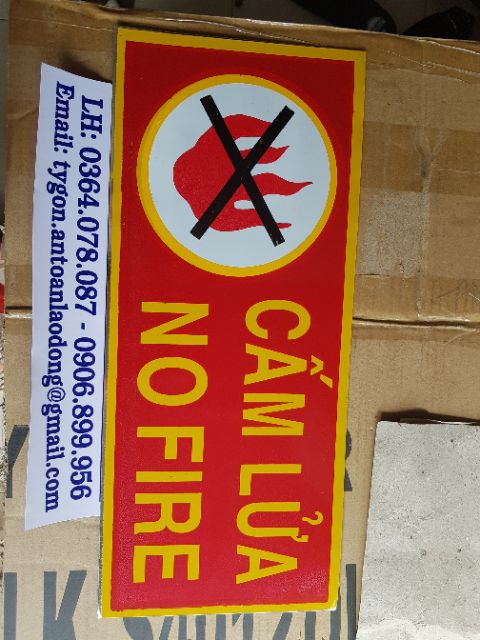 CẤM LỬA
NO FIRE
LH: 0364.078.087 - 0906.899.956
Email: tygon.antoanlaodong@gmail.com